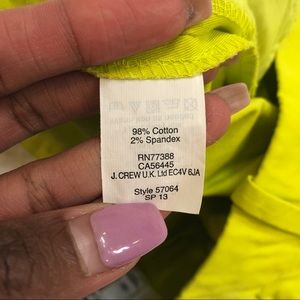 98% Cotton
2% Spandex
RN77388
CA56445
J. CREW U.K. Ltd EC4V 6JA
Style 57064
SP 13